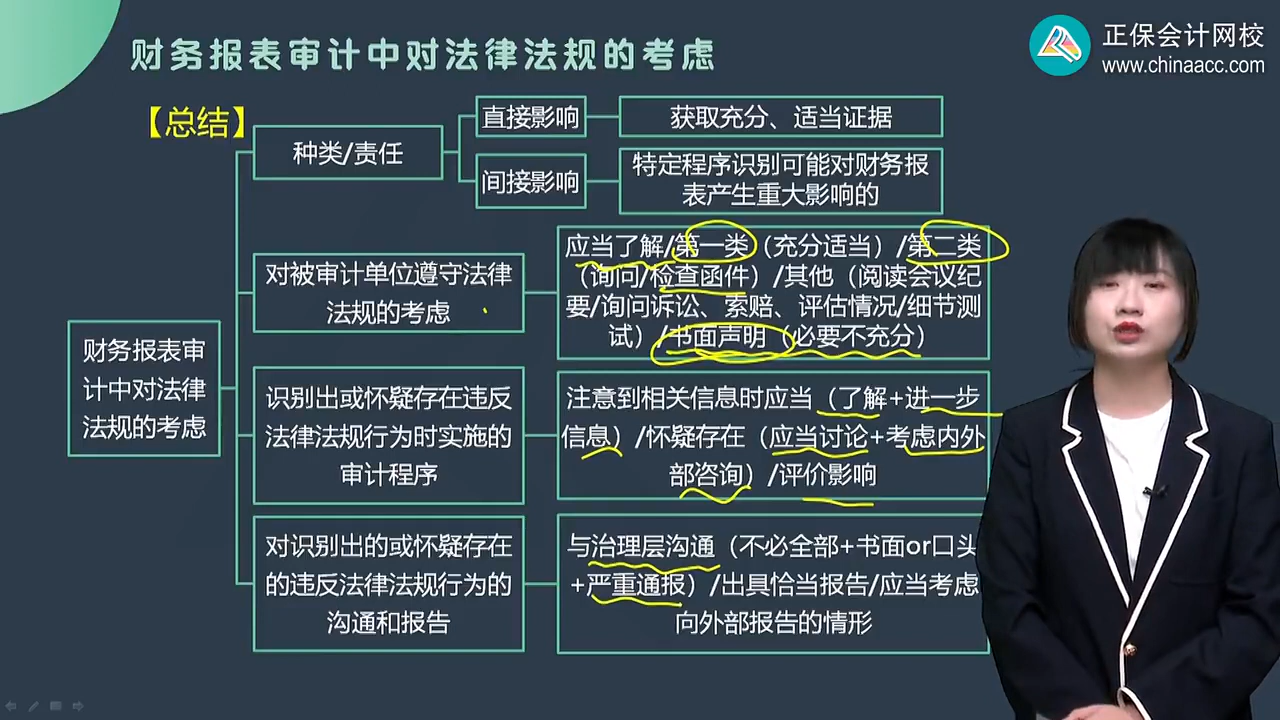 财务报表审计中对法律法规的考虑
正保会计网校
www.chinaacc.com
【总结】
种类/责任
直接影响
获取充分、适当证据
间接影响
特定程序识别可能对财务报
表产生重大影响的
财务报表审
计中对法律
法规的考虑
对被审计单位遵守法律
法规的考虑
应当了解/第一类（充分适当）/第二类
（询问/检查函件）/其他（阅读会议纪
要/询问诉讼、索赔、评估情况/细节测
试）/书面声明（必要不充分）
识别出或怀疑存在违反
法律法规行为时实施的
审计程序
注意到相关信息时应当（了解+进一步
信息）/怀疑存在（应当讨论+考虑内外
部咨询）/评价影响
对识别出的或怀疑存在
的违反法律法规行为的
沟通和报告
与治理层沟通（不必全部+书面or口头
+严重通报）/出具恰当报告/应当考虑
向外部报告的情形